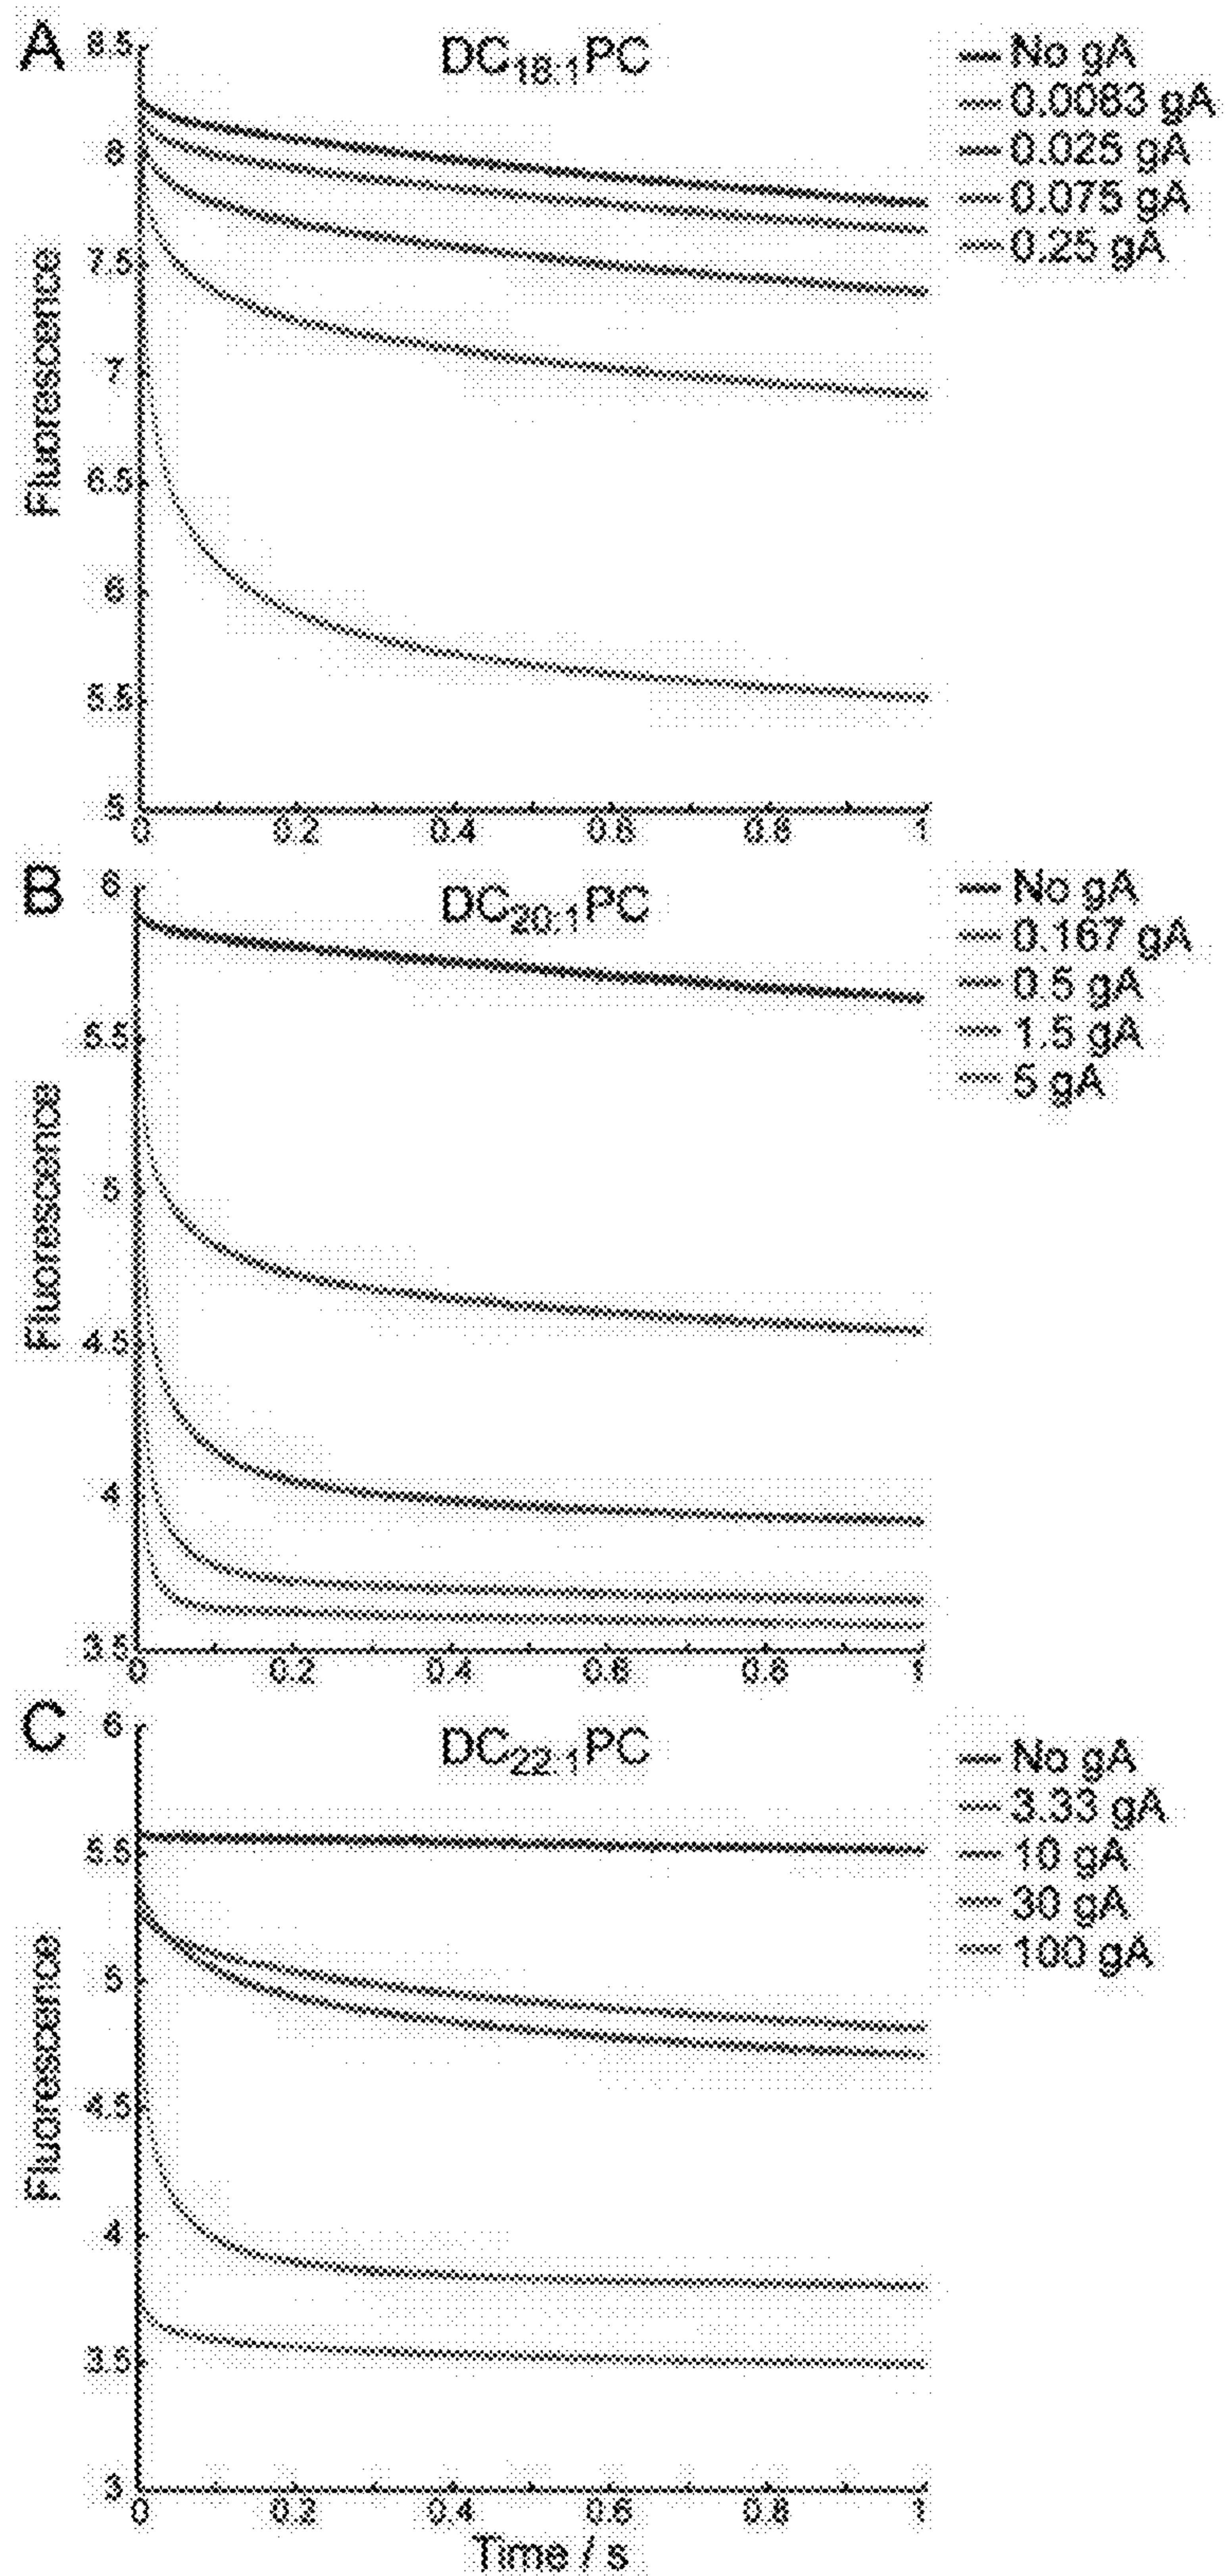 A
DC18:1PC
No gA
0.0083 gA
0.025 gA
0.075 gA
0.25 gA
Fluorescence
8.5
8
7.5
7
6.5
6
5.5
5
0 0.2 0.4 0.6 0.8 1
B
DC20:1PC
No gA
0.167 gA
0.5 gA
1.5 gA
5 gA
Fluorescence
6
5.5
5
4.5
4
3.5
0 0.2 0.4 0.6 0.8 1
C
DC22:1PC
No gA
3.33 gA
10 gA
30 gA
100 gA
Fluorescence
6
5.5
5
4.5
4
3.5
3
0 0.2 0.4 0.6 0.8 1
Time / s